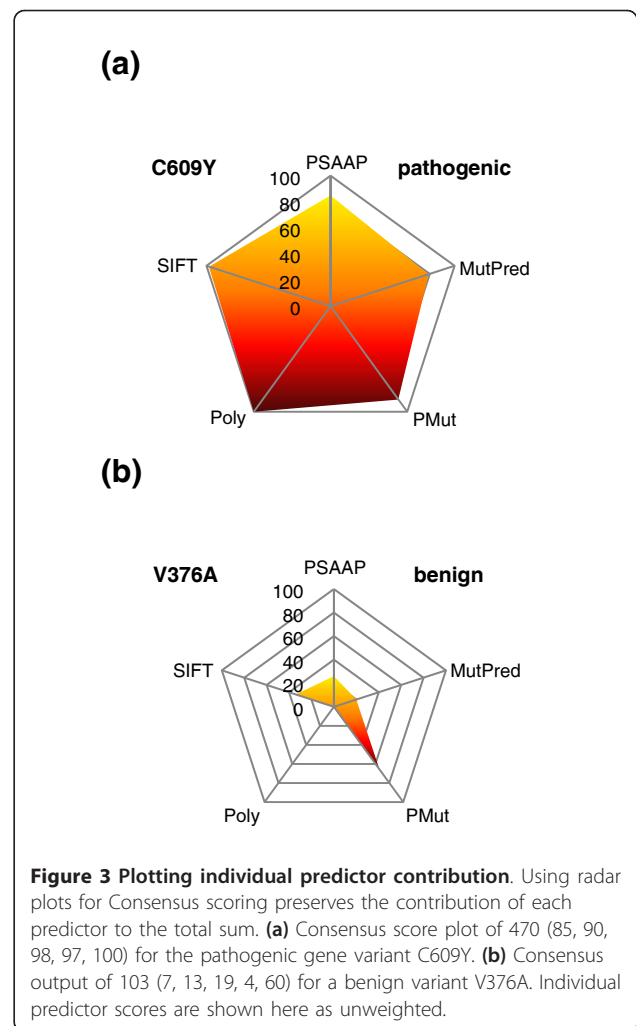 (a)
C609Y
PSAAP
pathogenic
100
80
60
40
20
0
SIFT
MutPred
Poly
PMut
(b)
V376A
PSAAP
benign
100
80
60
40
20
0
SIFT
MutPred
Poly
PMut
Figure 3 Plotting individual predictor contribution. Using radar
plots for Consensus scoring preserves the contribution of each
predictor to the total sum. (a) Consensus score plot of 470 (85, 90,
98, 97, 100) for the pathogenic gene variant C609Y. (b) Consensus
output of 103 (7, 13, 19, 4, 60) for a benign variant V376A. Individual
predictor scores are shown here as unweighted.